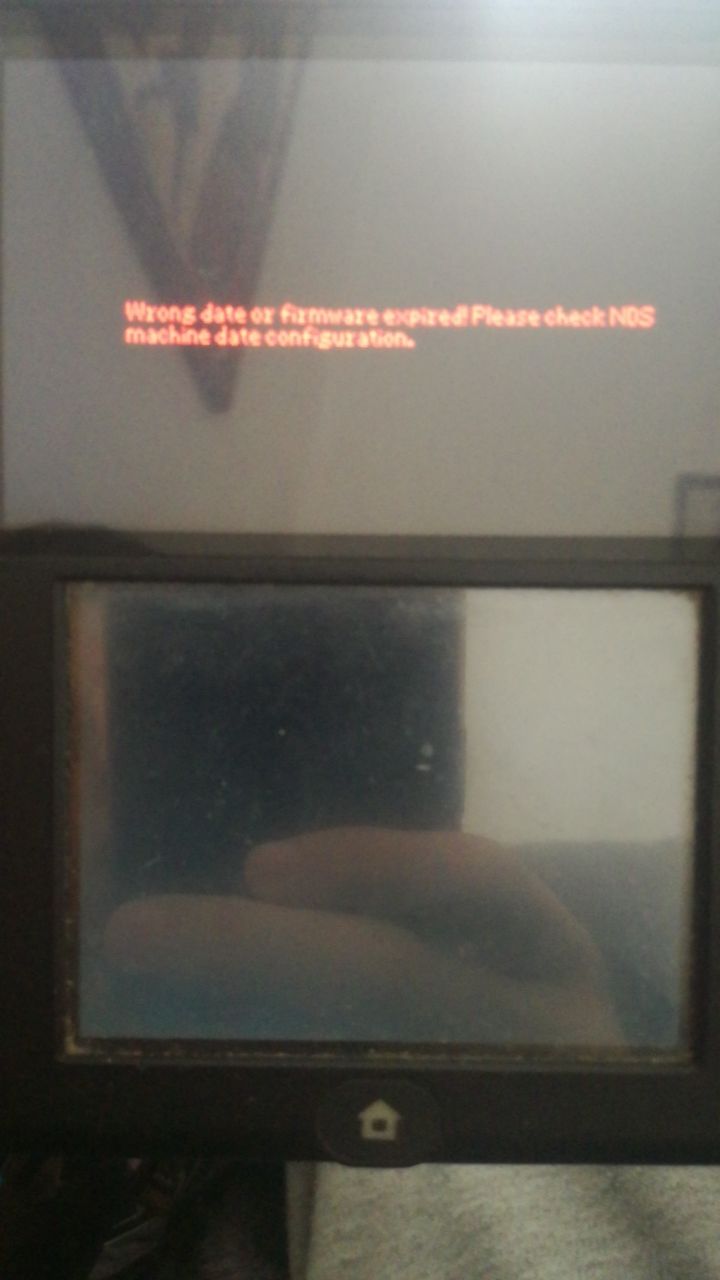 Wrong date or firmware expired! Please check NDS
machine date configuration.